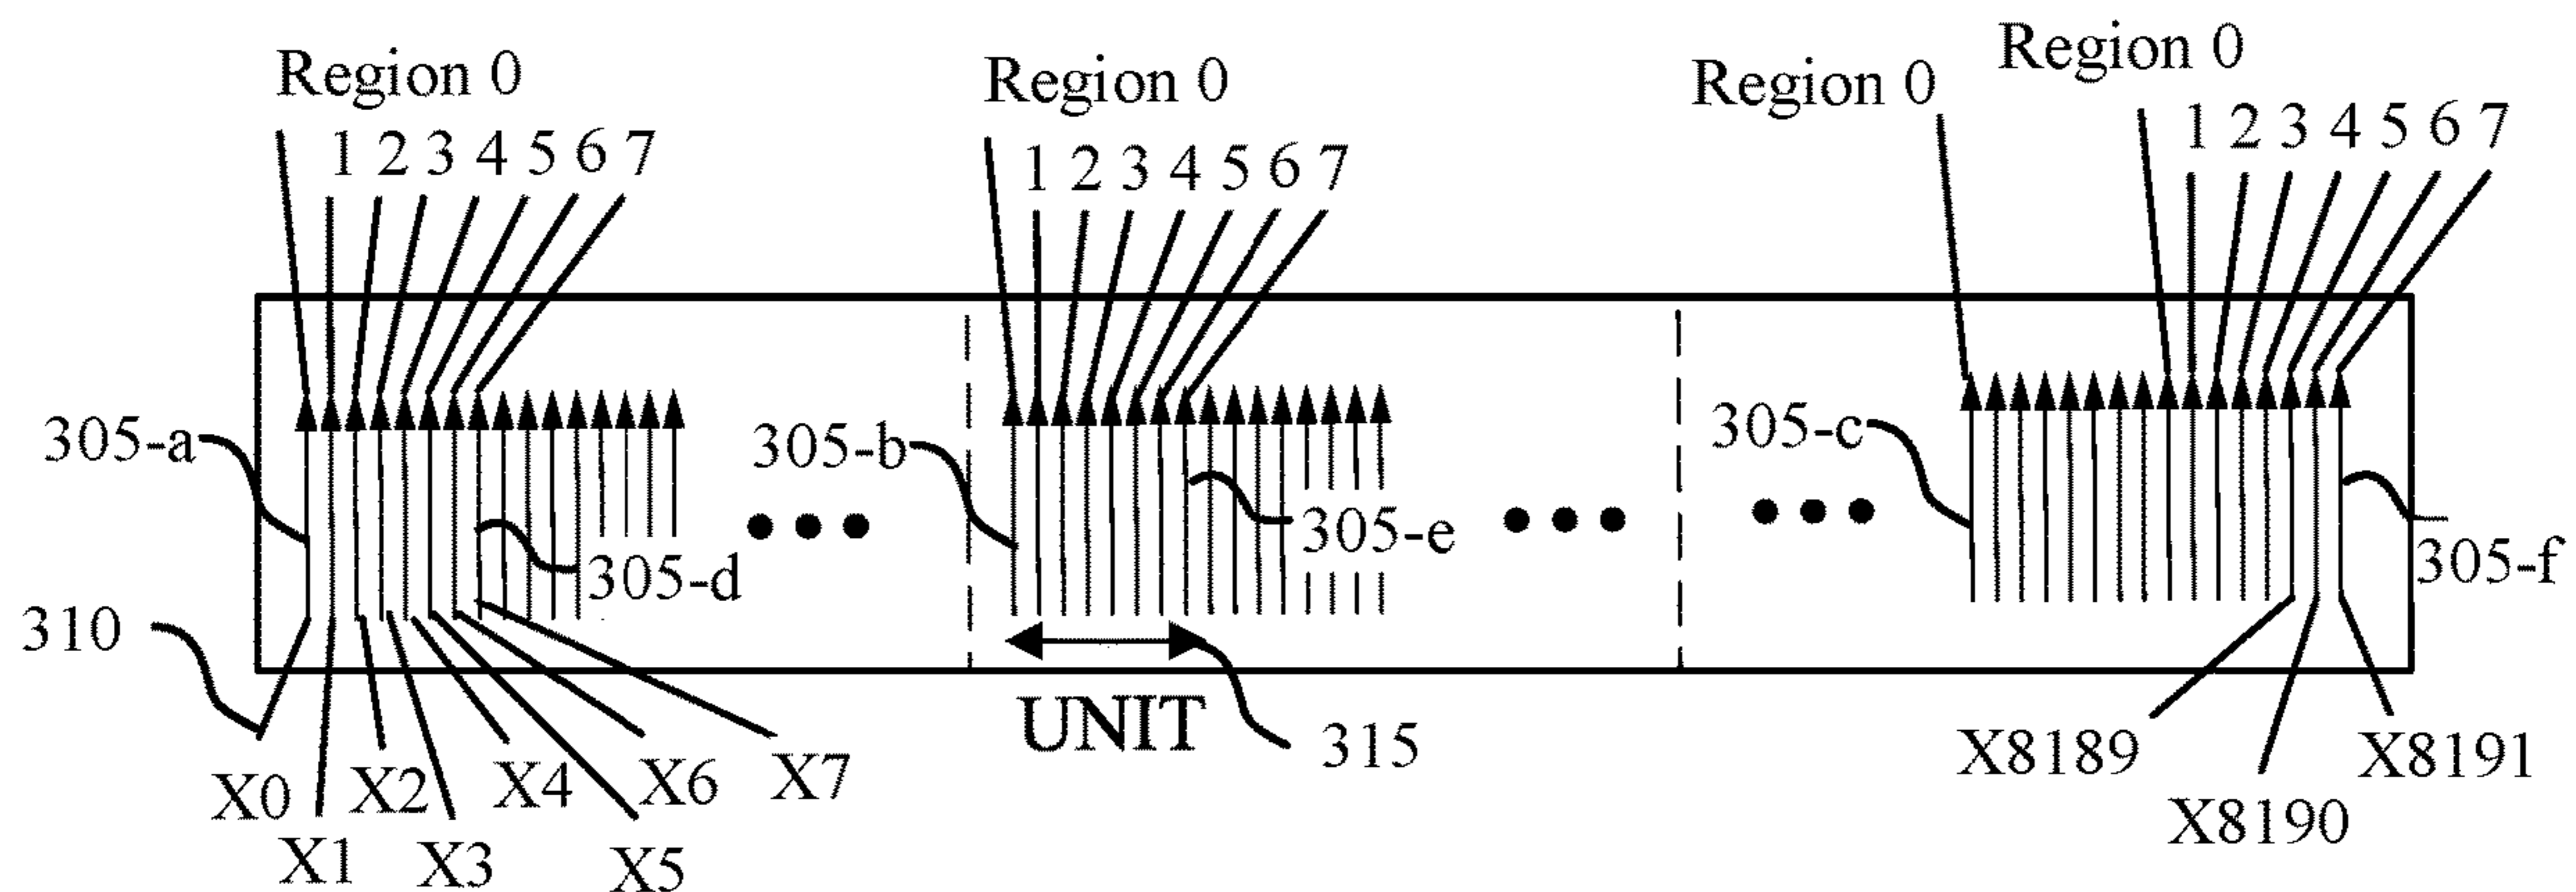 Region 0 Region 0 Region 0 Region 0
1 2 3 4 5 6 7 1 2 3 4 5 6 7 1 2 3 4 5 6 7
305-a 305-b 305-c
305-d 305-e 305-f
310
UNIT 315
X0 X2 X4 X6 X7 X8189 X8191
X1 X3 X5 X8190